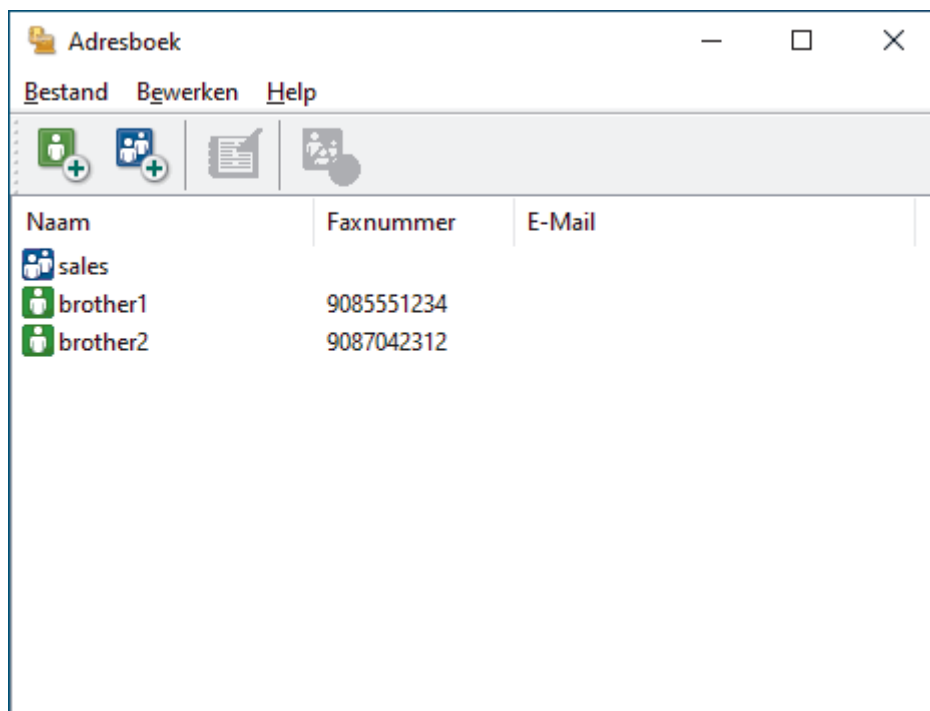 Adresboek
Bestand Bewerken Help
Naam Faxnummer E-Mail
sales
brother1 9085551234
brother2 9087042312